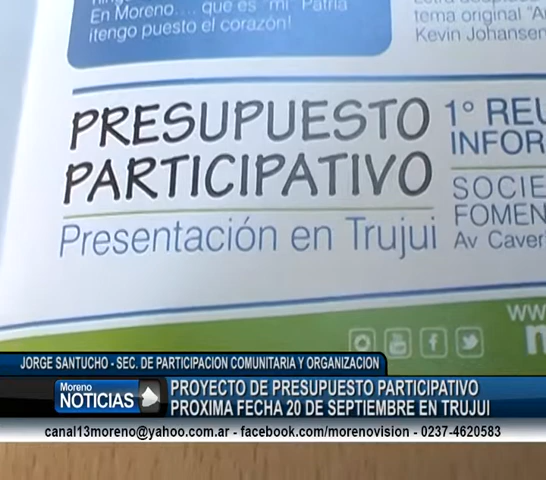 En Moreno.... que es "mi" Patria
¡tengo puesto el corazón!
tema original
Kevin Johansen
PRESUPUESTO
PARTICIPATIVO
Presentación en Trujui
1º REU
INFOR
SOCIE
FOMEN
Av Caver
JORGE SANTUCHO - SEC. DE PARTICIPACION COMUNITARIA Y ORGANIZACION
Moreno
NOTICIAS
PROYECTO DE PRESUPUESTO PARTICIPATIVO
PROXIMA FECHA 20 DE SEPTIEMBRE EN TRUJUI
canal13moreno@yahoo.com.ar - facebook.com/morenovision - 0237-4620583